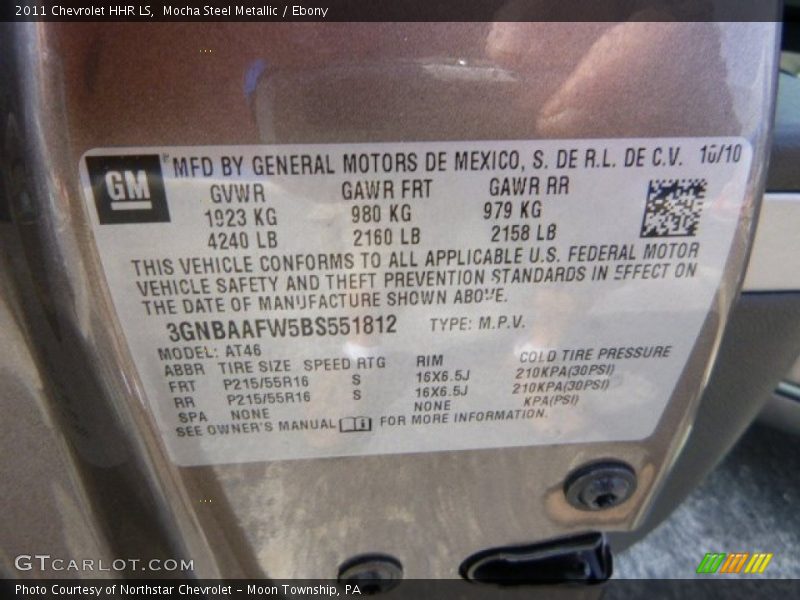 2011 Chevrolet HHR LS, Mocha Steel Metallic / Ebony
GM MFD BY GENERAL MOTORS DE MEXICO, S. DE R.L. DE C.V. 10/10
GVWR GAWR FRT GAWR RR
1923 KG 980 KG 979 KG
4240 LB 2160 LB 2158 LB
THIS VEHICLE CONFORMS TO ALL APPLICABLE U.S. FEDERAL MOTOR
VEHICLE SAFETY AND THEFT PREVENTION STANDARDS IN EFFECT ON
THE DATE OF MANUFACTURE SHOWN ABOVE.
3GNBAAFW5BS551812 TYPE: M.P.V.
MODEL: AT46
ABBR TIRE SIZE SPEED RTG RIM COLD TIRE PRESSURE
FRT P215/55R16 S 16X6.5J 210KPA(30PSI)
RR P215/55R16 S 16X6.5J 210KPA(30PSI)
SPA NONE NONE KPA(PSI)
SEE OWNER'S MANUAL FOR MORE INFORMATION.
GTCARLOT.COM
Photo Courtesy of Northstar Chevrolet - Moon Township, PA